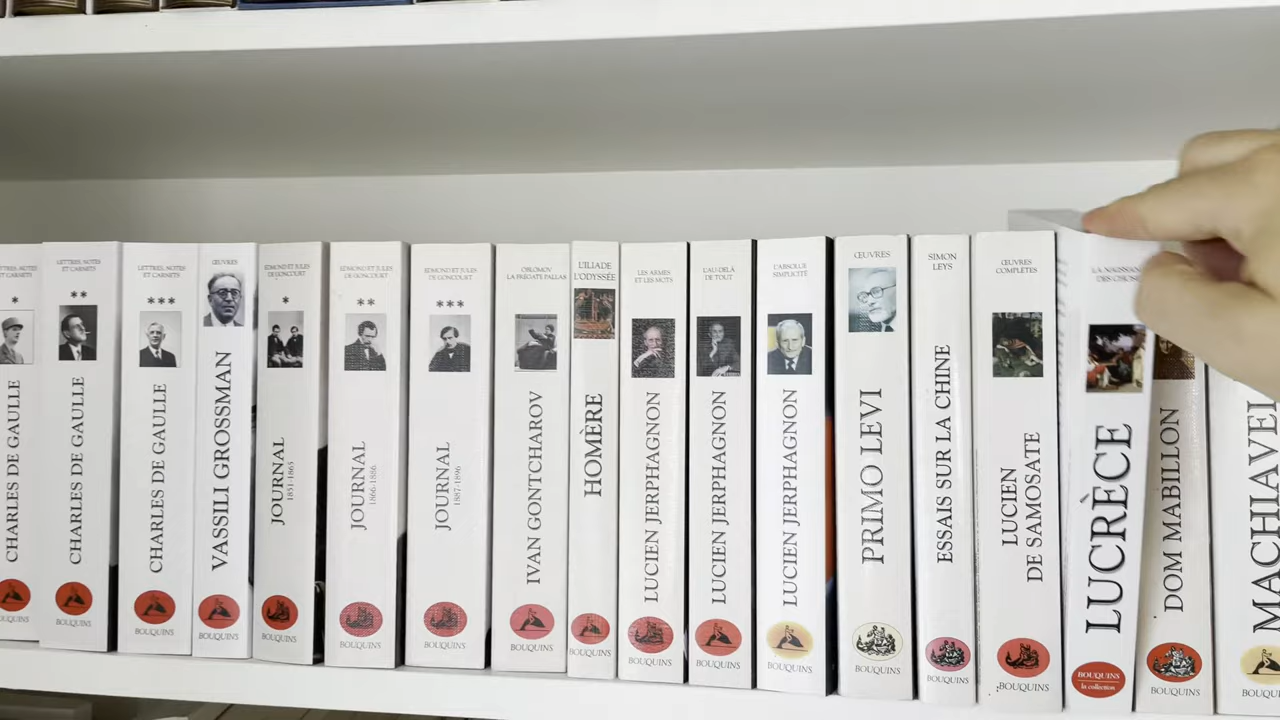 LETTRES, NOTES
ET CARNETS
*
CHARLES DE GAULLE
LETTRES, NOTES
ET CARNETS
**
CHARLES DE GAULLE
BOUQUINS
LETTRES, NOTES
ET CARNETS
***
CHARLES DE GAULLE
BOUQUINS
ŒUVRES
VASSILI GROSSMAN
BOUQUINS
EDMOND ET JULES
DE GONCOURT
*
JOURNAL
1851-1865
BOUQUINS
EDMOND ET JULES
DE GONCOURT
**
JOURNAL
1866-1886
BOUQUINS
EDMOND ET JULES
DE GONCOURT
***
JOURNAL
1887-1896
BOUQUINS
OBLOMOV
LA FRÉGATE PALLAS
IVAN GONTCHAROV
BOUQUINS
L'ILIADE
L'ODYSSÉE
HOMÈRE
BOUQUINS
LES ARMES
ET LES MOTS
LUCIEN JERPHAGNON
BOUQUINS
L'AU-DELÀ
DE TOUT
LUCIEN JERPHAGNON
BOUQUINS
L'ABSOLUE
SIMPLICITÉ
LUCIEN JERPHAGNON
BOUQUINS
ŒUVRES
PRIMO LEVI
BOUQUINS
SIMON
LEYS
ESSAIS SUR LA CHINE
BOUQUINS
ŒUVRES
COMPLÈTES
LUCIEN
DE SAMOSATE
BOUQUINS
LA
DES
LUCRÈCE
BOUQUINS
la collection
DOM MABILLON
BOUQUINS
MACHIAVEL